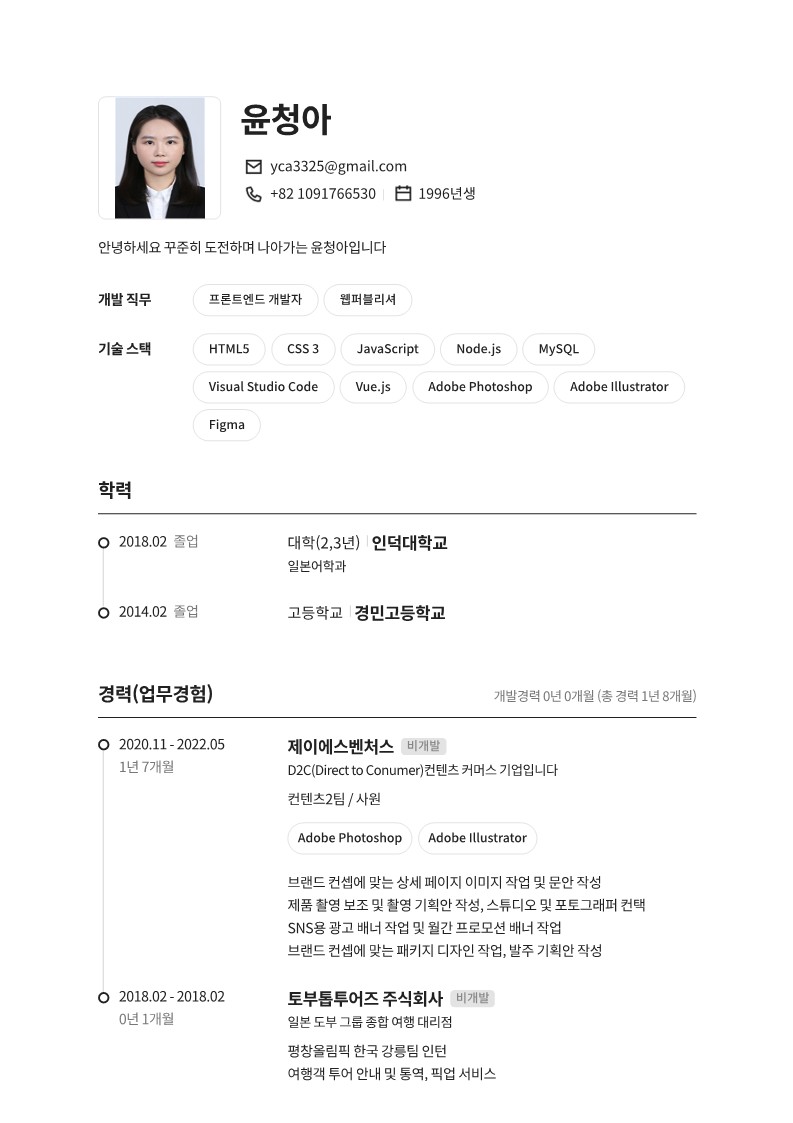 윤청아
yca3325@gmail.com
+82 1091766530 1996년생
안녕하세요 꾸준히 도전하며 나아가는 윤청아입니다
개발 직무 프론트엔드 개발자 웹퍼블리셔
기술 스택 HTML5 CSS 3 JavaScript Node.js MySQL
Visual Studio Code Vue.js Adobe Photoshop Adobe Illustrator
Figma
학력
2018.02 졸업 대학(2,3년) 인덕대학교
일본어학과
2014.02 졸업 고등학교 경민고등학교
경력(업무경험) 개발경력 0년 0개월 (총 경력 1년 8개월)
2020.11 - 2022.05 제이에스벤처스 비개발
1년 7개월 D2C(Direct to Conumer)컨텐츠 커머스 기업입니다
컨텐츠2팀 / 사원
Adobe Photoshop Adobe Illustrator
브랜드 컨셉에 맞는 상세 페이지 이미지 작업 및 문안 작성
제품 촬영 보조 및 촬영 기획안 작성, 스튜디오 및 포토그래퍼 컨택
SNS용 광고 배너 작업 및 월간 프로모션 배너 작업
브랜드 컨셉에 맞는 패키지 디자인 작업, 발주 기획안 작성
2018.02 - 2018.02 토부톱투어즈 주식회사 비개발
0년 1개월 일본 도부 그룹 종합 여행 대리점
평창올림픽 한국 강릉팀 인턴
여행객 투어 안내 및 통역, 픽업 서비스